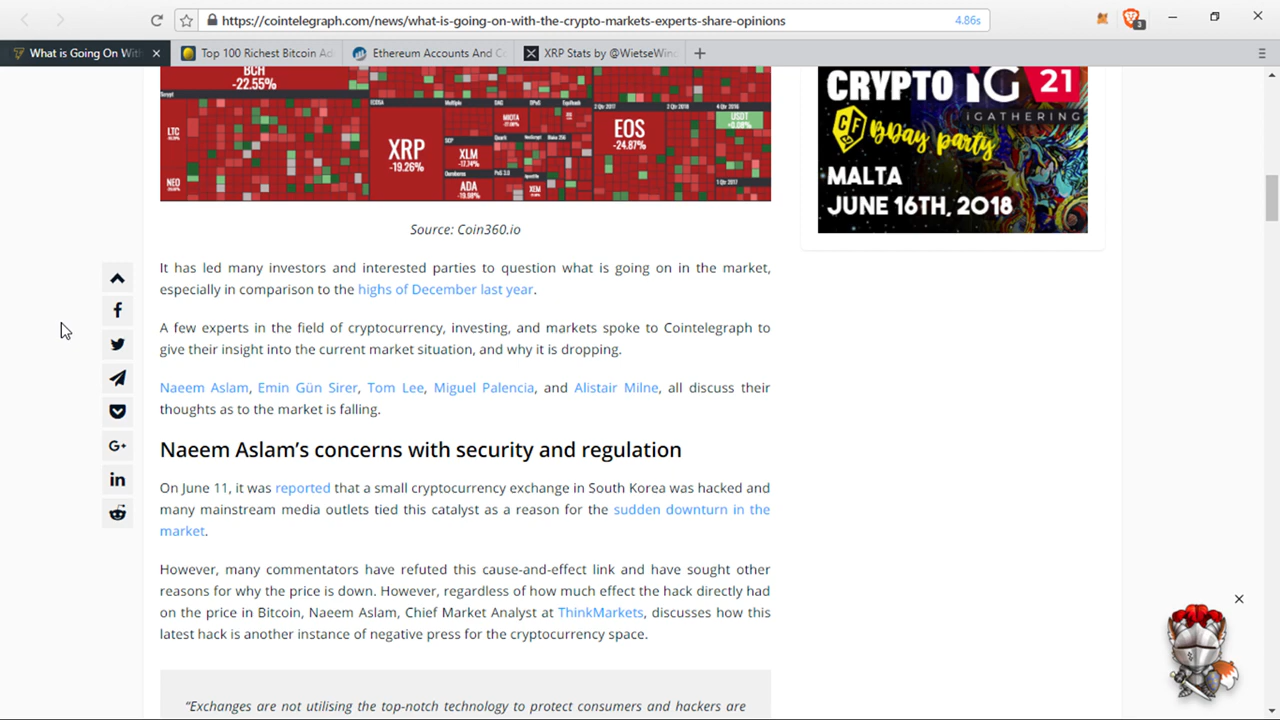 https://cointelegraph.com/news/what-is-going-on-with-the-crypto-markets-experts-share-opinions
4.86s
3
What is Going On Wit
Top 100 Richest Bitcoin Ad
Ethereum Accounts And C
XRP Stats by @WietseWin
BCH
-22.55%
LTC
NEO
XRP
-19.26%
MIOTA
XLM
-17.74%
ADA
-19.98%
XEM
EOS
-24.87%
USDT
CRYPTO iG 21
iGATHERING
CF BDay party
MALTA
JUNE 16TH, 2018
Source: Coin360.io
It has led many investors and interested parties to question what is going on in the market,
especially in comparison to the highs of December last year.
A few experts in the field of cryptocurrency, investing, and markets spoke to Cointelegraph to
give their insight into the current market situation, and why it is dropping.
Naeem Aslam, Emin Gün Sirer, Tom Lee, Miguel Palencia, and Alistair Milne, all discuss their
thoughts as to the market is falling.
Naeem Aslam’s concerns with security and regulation
On June 11, it was reported that a small cryptocurrency exchange in South Korea was hacked and
many mainstream media outlets tied this catalyst as a reason for the sudden downturn in the
market.
However, many commentators have refuted this cause-and-effect link and have sought other
reasons for why the price is down. However, regardless of how much effect the hack directly had
on the price in Bitcoin, Naeem Aslam, Chief Market Analyst at ThinkMarkets, discusses how this
latest hack is another instance of negative press for the cryptocurrency space.
“Exchanges are not utilising the top-notch technology to protect consumers and hackers are